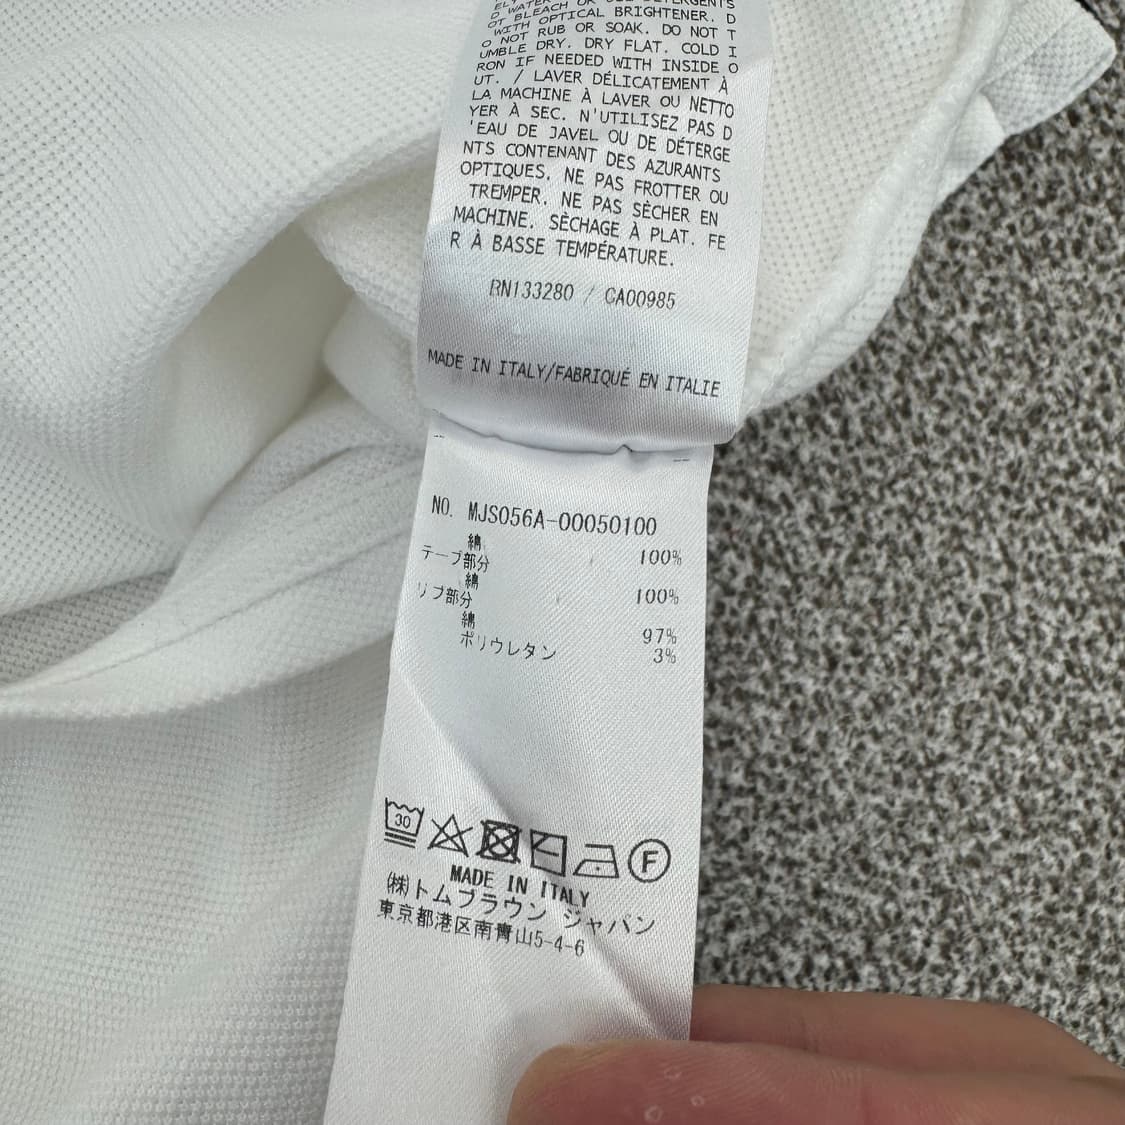 D WATER
OT BLEACH OR USE DETERGENTS
WITH OPTICAL BRIGHTENER. D
O NOT RUB OR SOAK. DO NOT T
UMBLE DRY. DRY FLAT. COLD I
RON IF NEEDED WITH INSIDE O
UT. / LAVER DÉLICATEMENT À
LA MACHINE À LAVER OU NETTO
YER À SEC. N'UTILISEZ PAS D
'EAU DE JAVEL OU DE DÉTERGE
NTS CONTENANT DES AZURANTS
OPTIQUES. NE PAS FROTTER OU
TREMPER. NE PAS SÈCHER EN
MACHINE. SÈCHAGE À PLAT. FE
R À BASSE TEMPÉRATURE.
RN133280 / CA00985
MADE IN ITALY/FABRIQUÉ EN ITALIE
NO. MJS056A-00050100
綿 100%
テープ部分
綿 100%
リブ部分
綿 97%
ポリウレタン 3%
30
F
MADE IN ITALY
(株)トムブラウン ジャパン
東京都港区南青山5-4-6